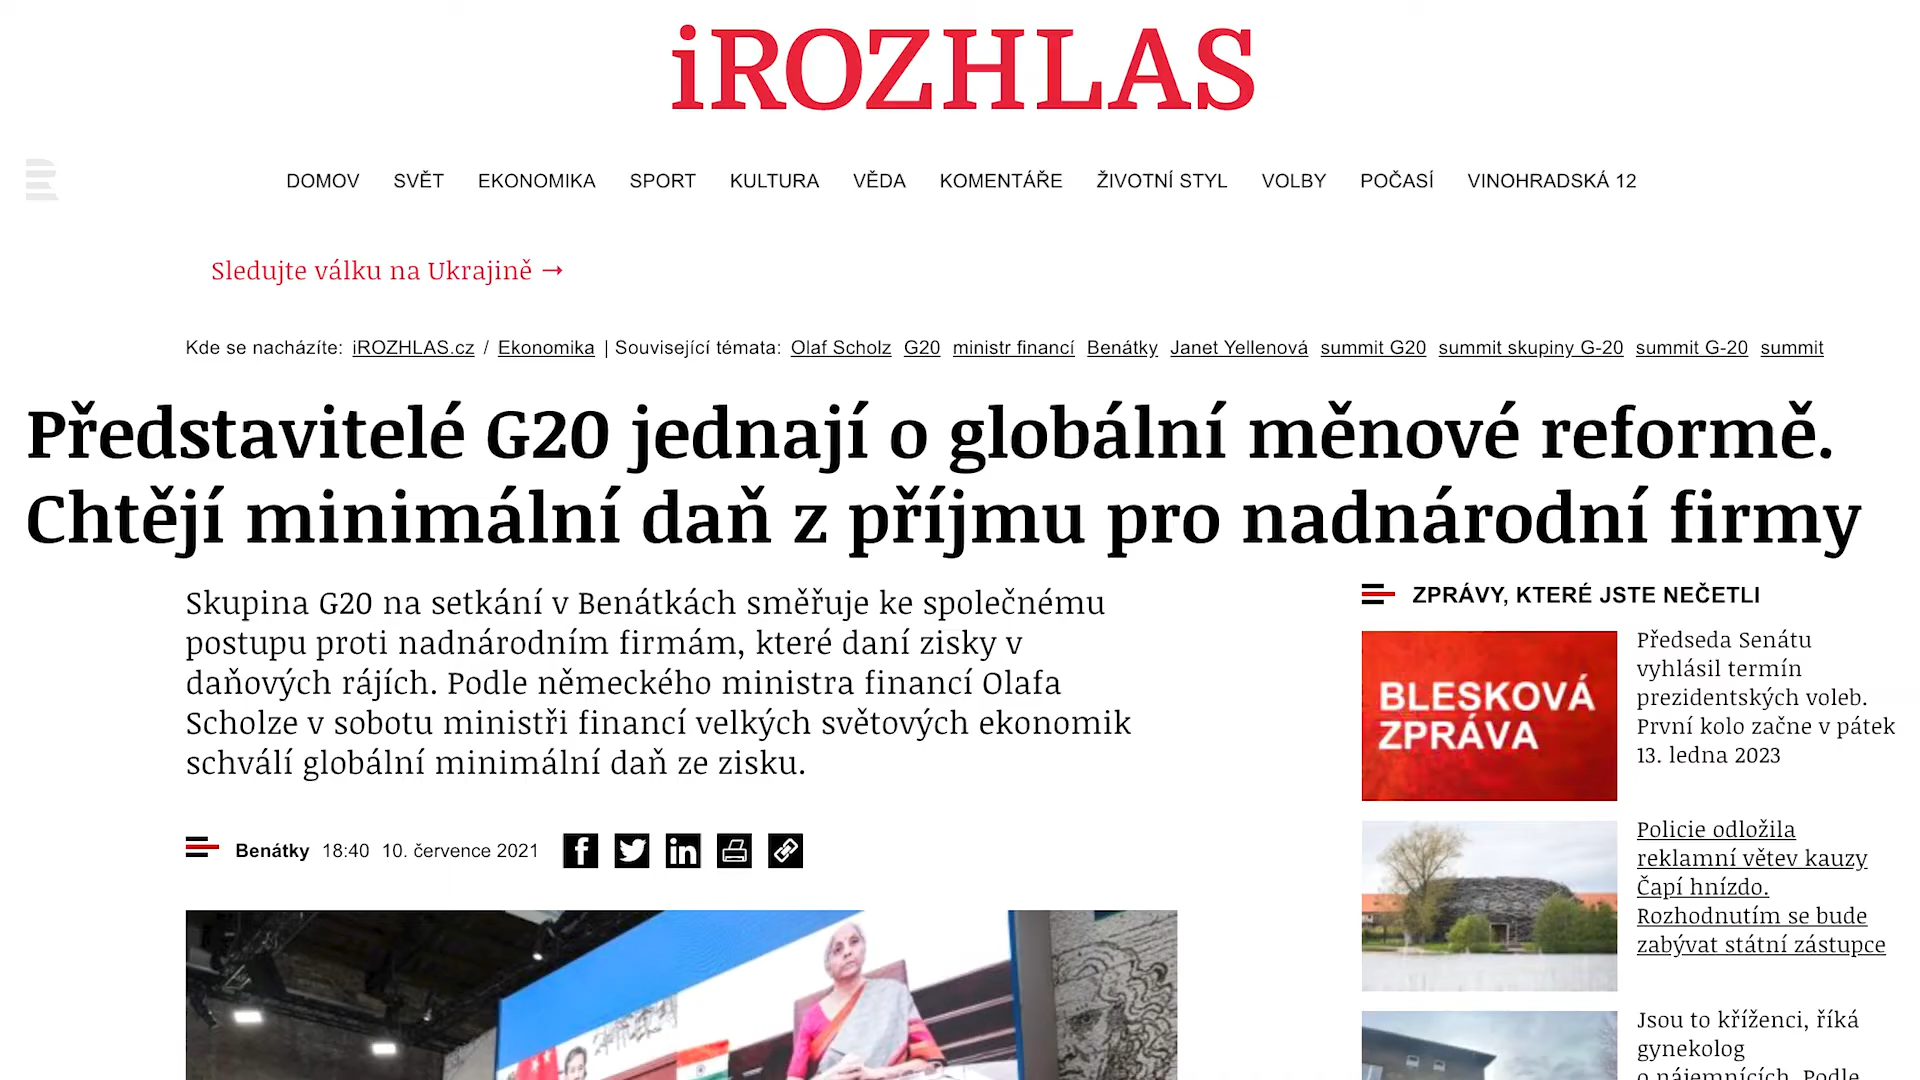 iROZHLAS
DOMOV SVĚT EKONOMIKA SPORT KULTURA VĚDA KOMENTÁŘE ŽIVOTNÍ STYL VOLBY POČASÍ VINOHRADSKÁ 12
Sledujte válku na Ukrajině →
Kde se nacházíte: iROZHLAS.cz / Ekonomika | Související témata: Olaf Scholz G20 ministr financí Benátky Janet Yellenová summit G20 summit skupiny G-20 summit G-20 summit
Představitelé G20 jednají o globální měnové reformě.
Chtějí minimální daň z příjmu pro nadnárodní firmy
Skupina G20 na setkání v Benátkách směřuje ke společnému
postupu proti nadnárodním firmám, které daní zisky v
daňových rájích. Podle německého ministra financí Olafa
Scholze v sobotu ministři financí velkých světových ekonomik
schválí globální minimální daň ze zisku.
Benátky 18:40 10. července 2021
ZPRÁVY, KTERÉ JSTE NEČETLI
BLESKOVÁ
ZPRÁVA
Předseda Senátu
vyhlásil termín
prezidentských voleb.
První kolo začne v pátek
13. ledna 2023
Policie odložila
reklamní větev kauzy
Čapí hnízdo.
Rozhodnutím se bude
zabývat státní zástupce
Jsou to kříženci, říká
gynekolog
o nájemnících. Podle